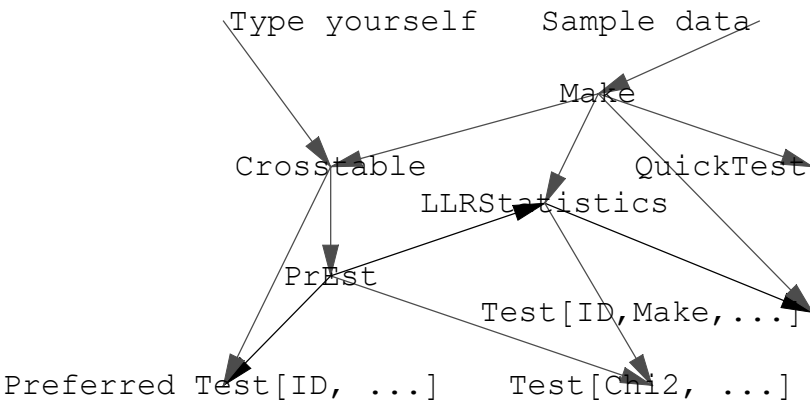 Type yourself
Sample data
Make
Crosstable
QuickTest
LLRStatistics
PrEst
Test[ID,Make,...]
Preferred Test[ID, ...]
Test[Chi2, ...]